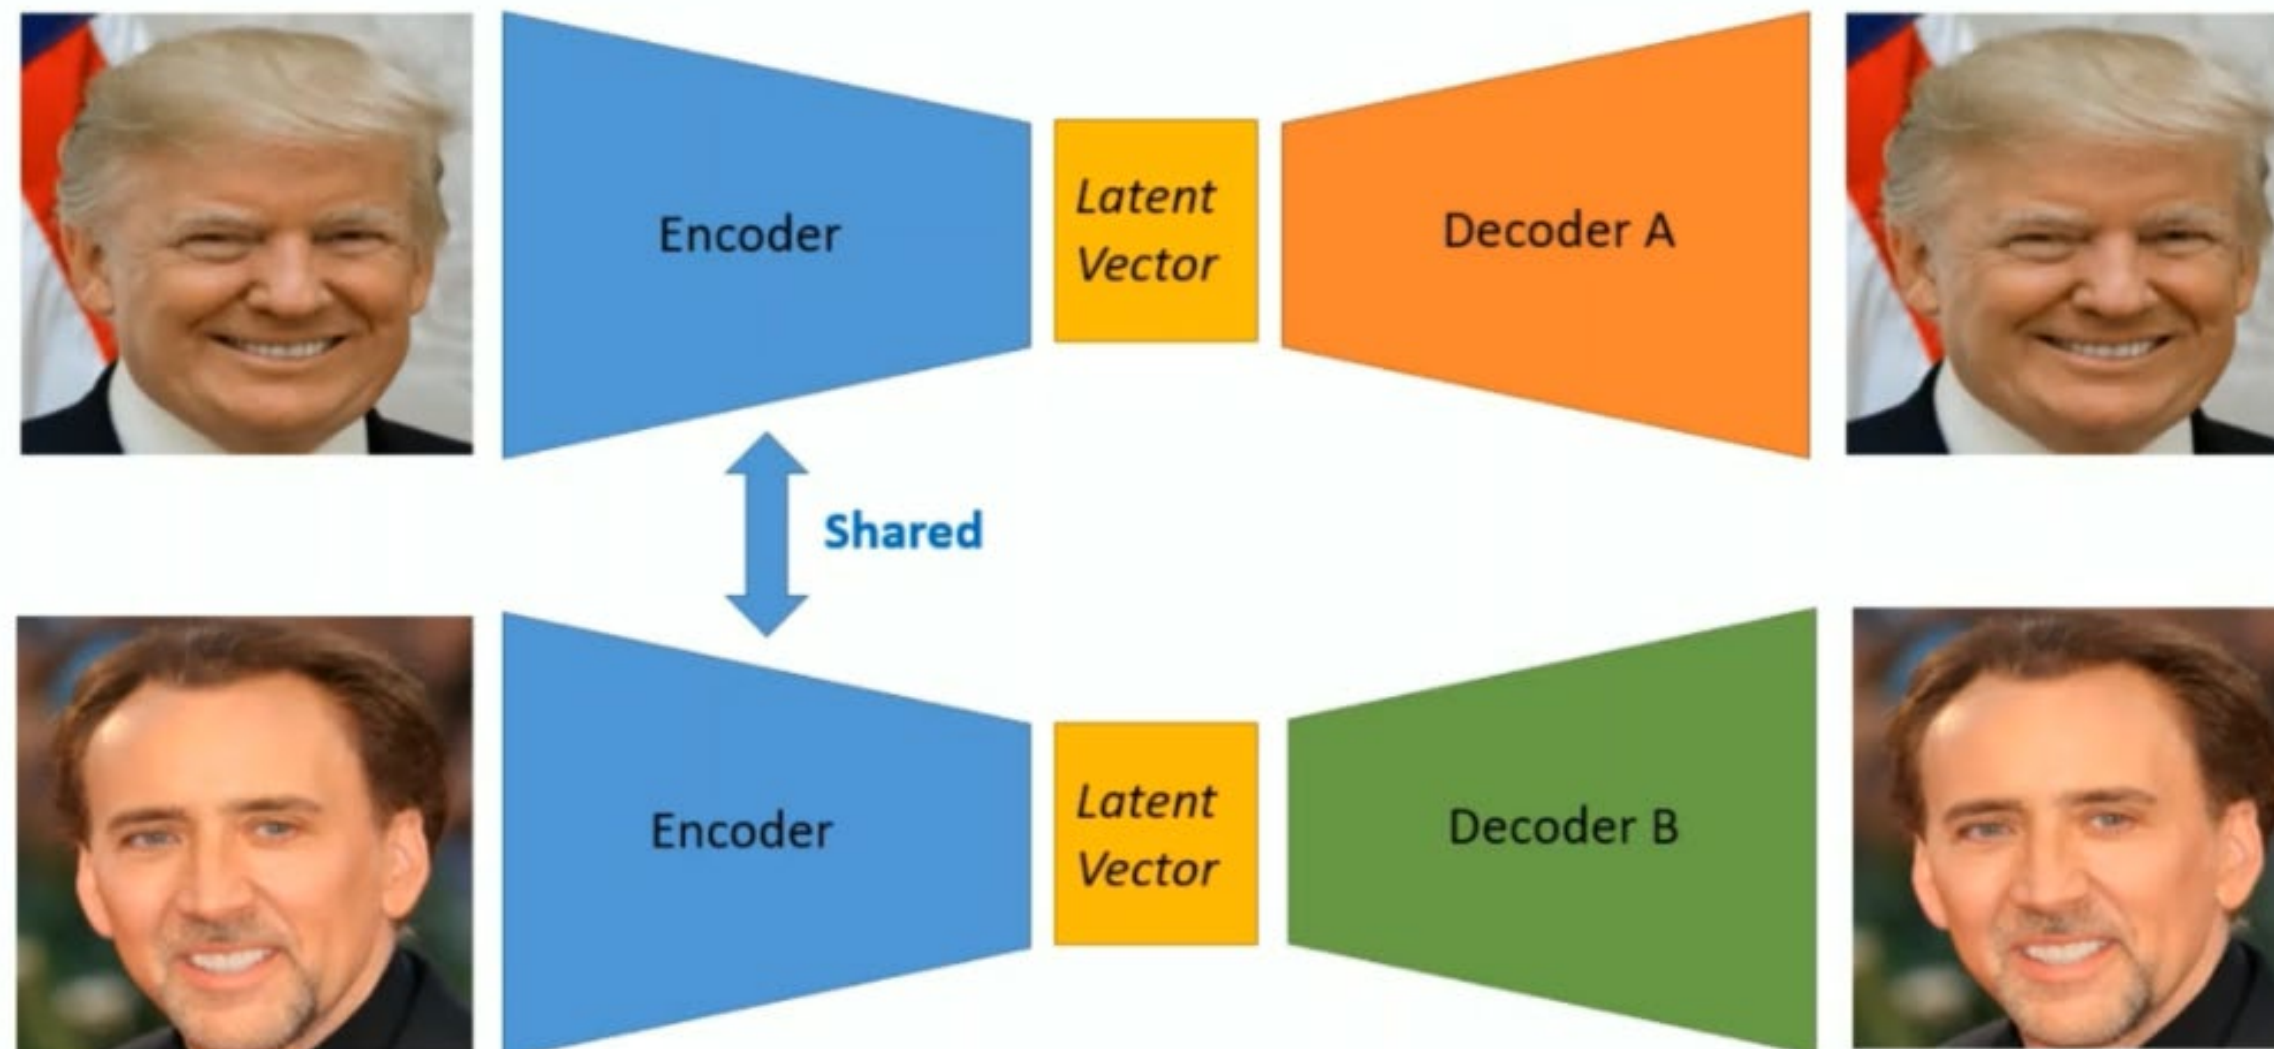 Encoder
Latent
Vector
Decoder A
Shared
Encoder
Latent
Vector
Decoder B